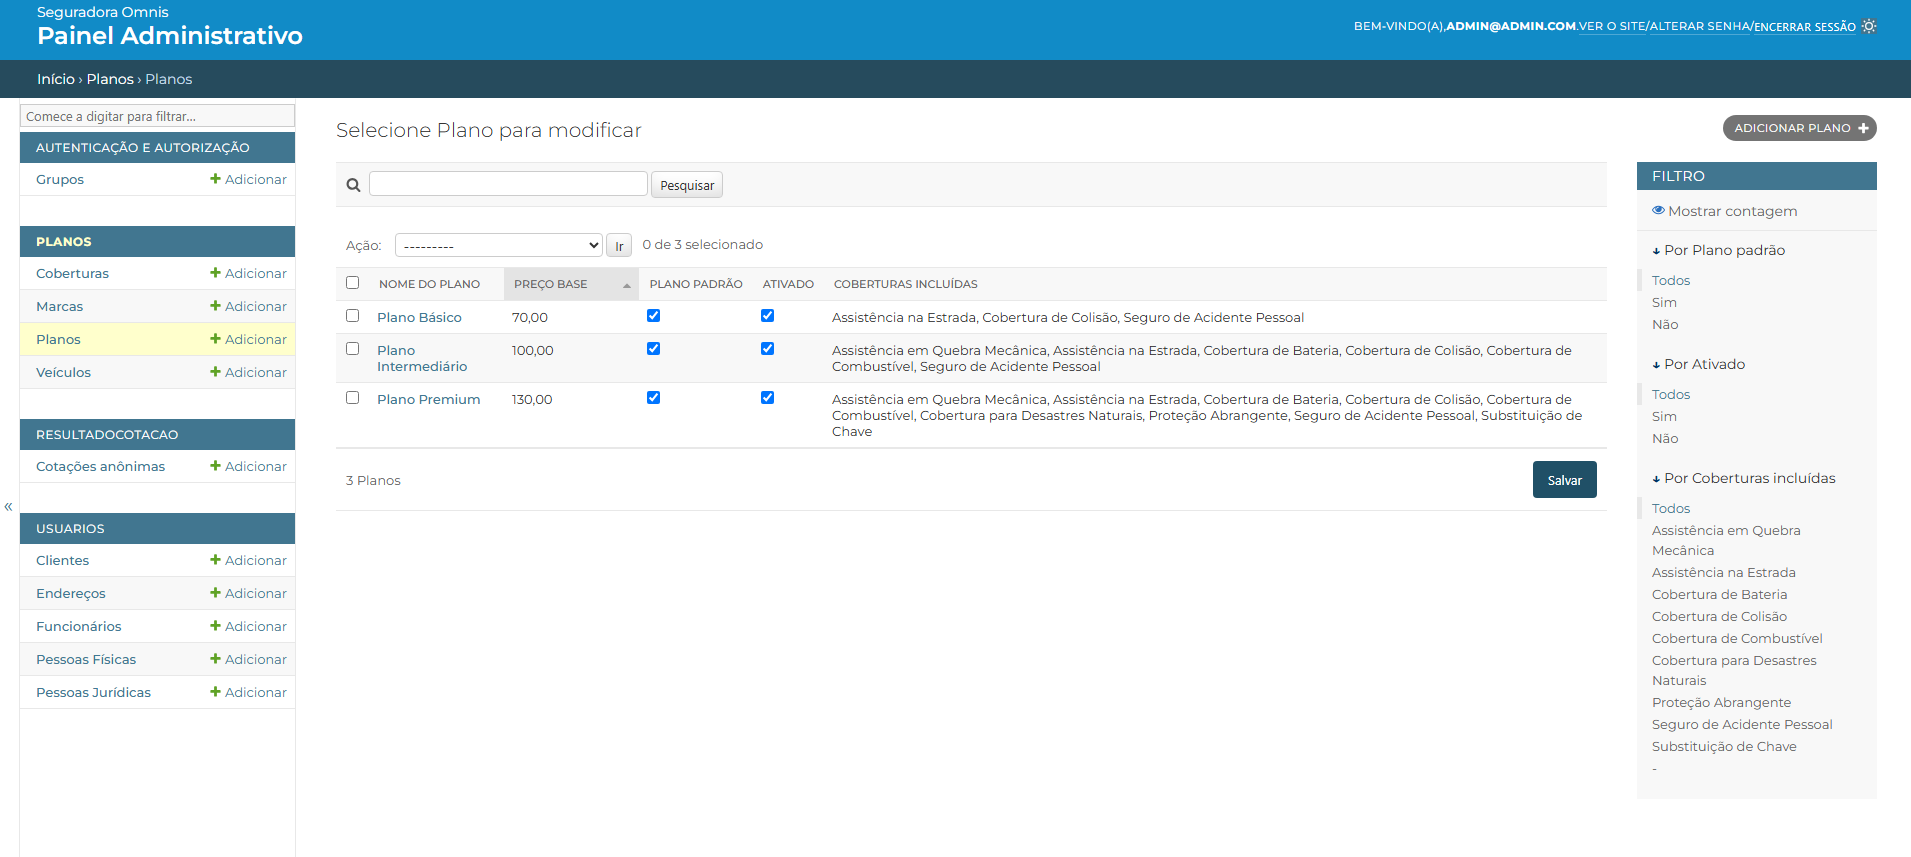 Seguradora Omnis
Painel Administrativo
BEM-VINDO(A),ADMIN@ADMIN.COM.VER O SITE/ALTERAR SENHA/ENCERRAR SESSÃO
Início › Planos › Planos
Comece a digitar para filtrar...
AUTENTICAÇÃO E AUTORIZAÇÃO
Grupos + Adicionar
PLANOS
Coberturas + Adicionar
Marcas + Adicionar
Planos + Adicionar
Veículos + Adicionar
RESULTADOCOTACAO
Cotações anônimas + Adicionar
«
USUARIOS
Clientes + Adicionar
Endereços + Adicionar
Funcionários + Adicionar
Pessoas Físicas + Adicionar
Pessoas Jurídicas + Adicionar
Selecione Plano para modificar
ADICIONAR PLANO +
Pesquisar
Ação: --------- Ir 0 de 3 selecionado
NOME DO PLANO PREÇO BASE PLANO PADRÃO ATIVADO COBERTURAS INCLUÍDAS
Plano Básico 70,00 Assistência na Estrada, Cobertura de Colisão, Seguro de Acidente Pessoal
Plano 100,00 Assistência em Quebra Mecânica, Assistência na Estrada, Cobertura de Bateria, Cobertura de Colisão, Cobertura de
Intermediário Combustível, Seguro de Acidente Pessoal
Plano Premium 130,00 Assistência em Quebra Mecânica, Assistência na Estrada, Cobertura de Bateria, Cobertura de Colisão, Cobertura de
Combustível, Cobertura para Desastres Naturais, Proteção Abrangente, Seguro de Acidente Pessoal, Substituição de
Chave
3 Planos
Salvar
FILTRO
Mostrar contagem
↓ Por Plano padrão
Todos
Sim
Não
↓ Por Ativado
Todos
Sim
Não
↓ Por Coberturas incluídas
Todos
Assistência em Quebra
Mecânica
Assistência na Estrada
Cobertura de Bateria
Cobertura de Colisão
Cobertura de Combustível
Cobertura para Desastres
Naturais
Proteção Abrangente
Seguro de Acidente Pessoal
Substituição de Chave
-